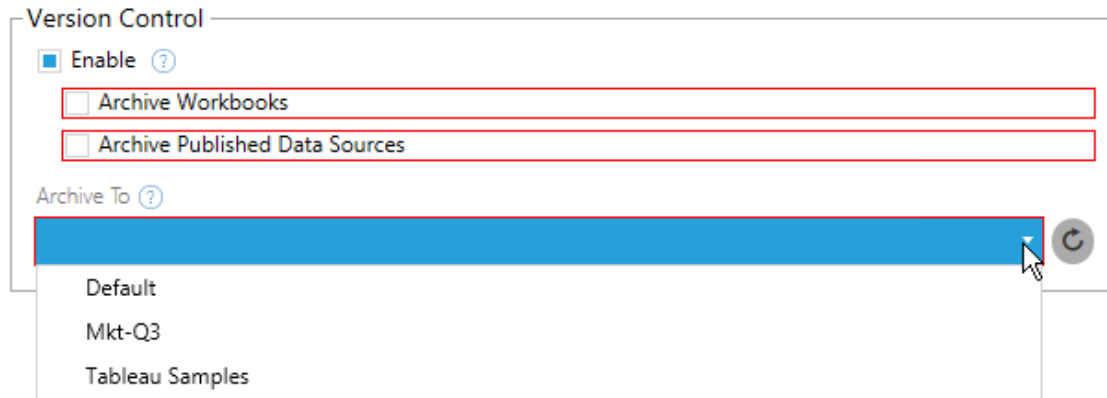 Version Control
Enable ?
Archive Workbooks
Archive Published Data Sources
Archive To ?
Default
Mkt-Q3
Tableau Samples